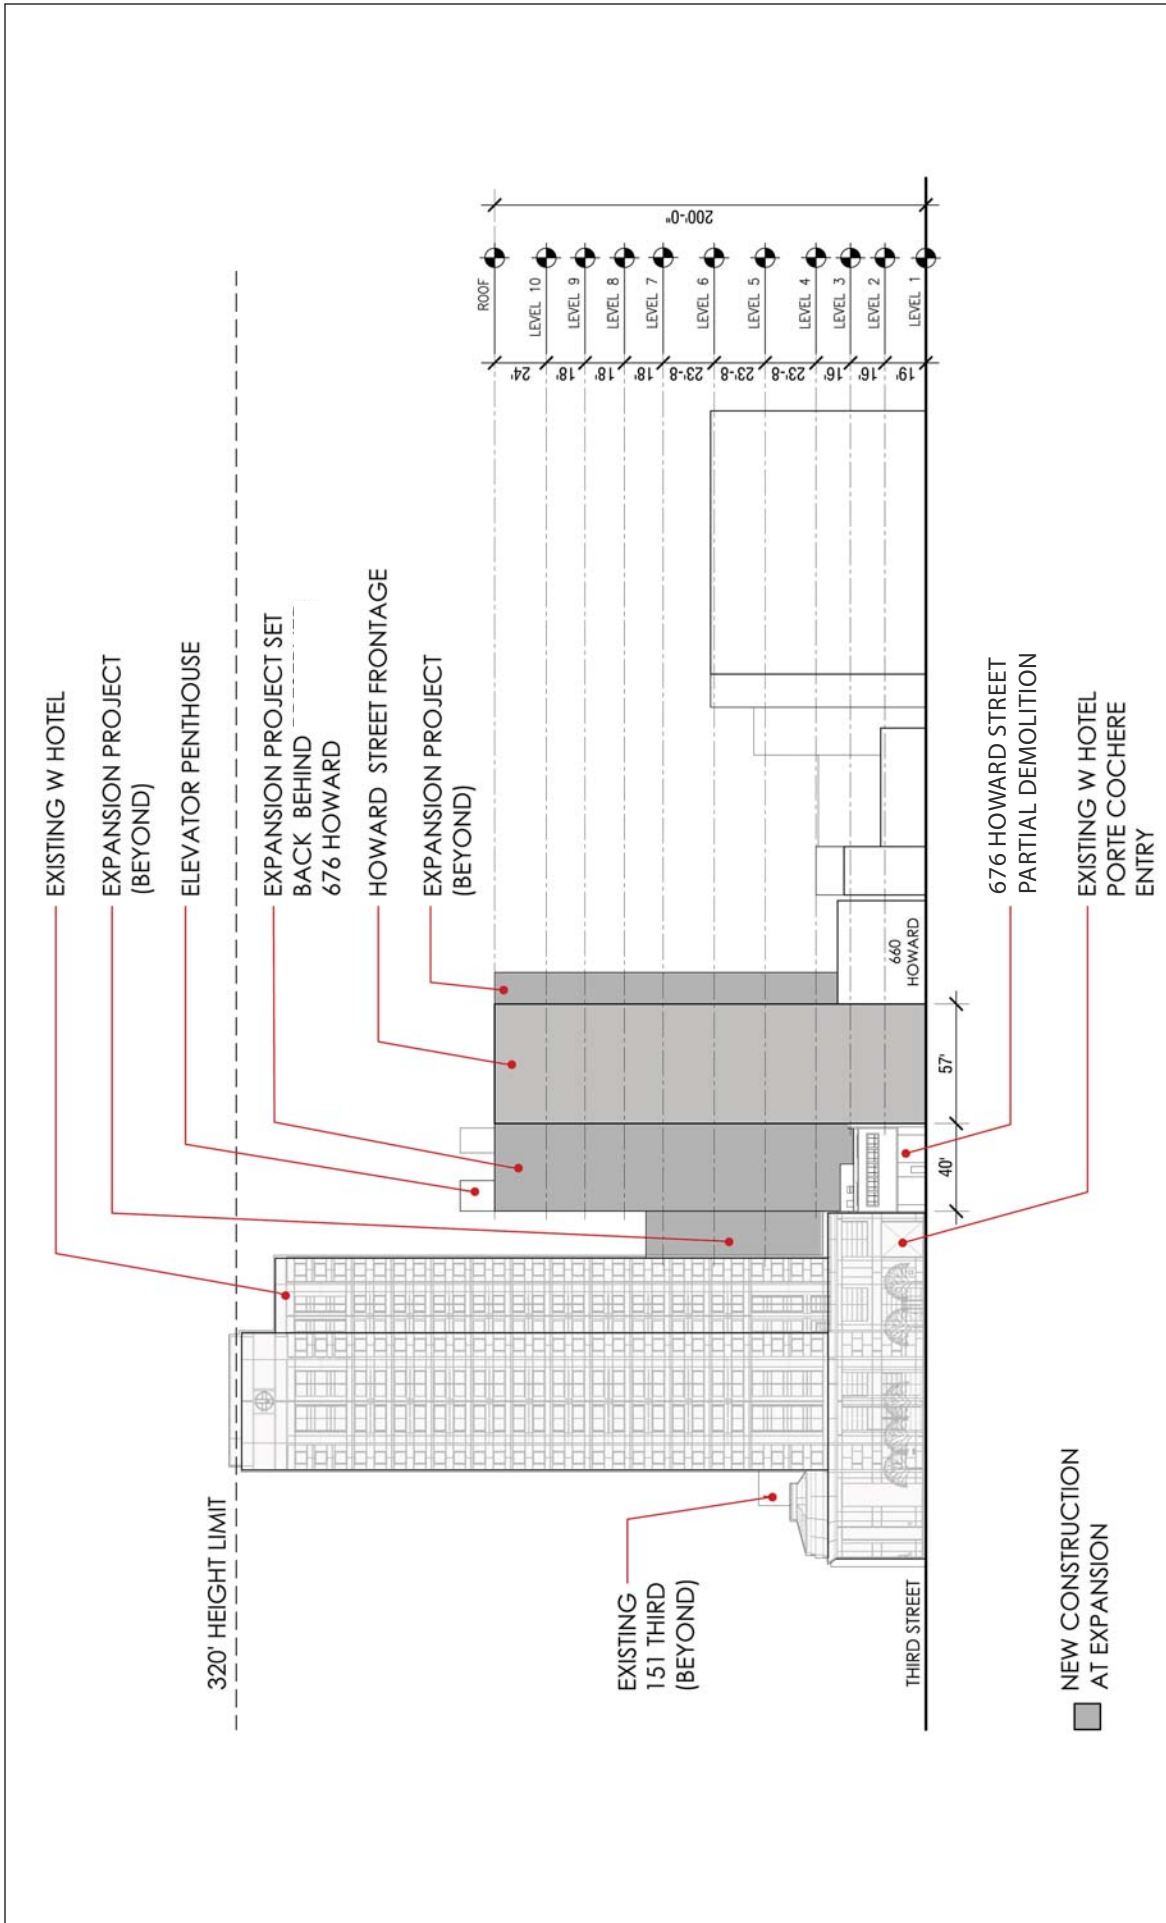 EXISTING W HOTEL
EXPANSION PROJECT
(BEYOND)
ELEVATOR PENTHOUSE
EXPANSION PROJECT SET
BACK BEHIND
676 HOWARD
HOWARD STREET FRONTAGE
EXPANSION PROJECT
(BEYOND)
320' HEIGHT LIMIT
ROOF
LEVEL 10
LEVEL 9
LEVEL 8
LEVEL 7
LEVEL 6
LEVEL 5
LEVEL 4
LEVEL 3
LEVEL 2
LEVEL 1
24'
18'
18'
18'
23'-8
23'-8
23'-8
16'
16'
19'
200'-0"
EXISTING
151 THIRD
(BEYOND)
THIRD STREET
660
HOWARD
40'
57'
676 HOWARD STREET
PARTIAL DEMOLITION
EXISTING W HOTEL
PORTE COCHERE
ENTRY
NEW CONSTRUCTION
AT EXPANSION